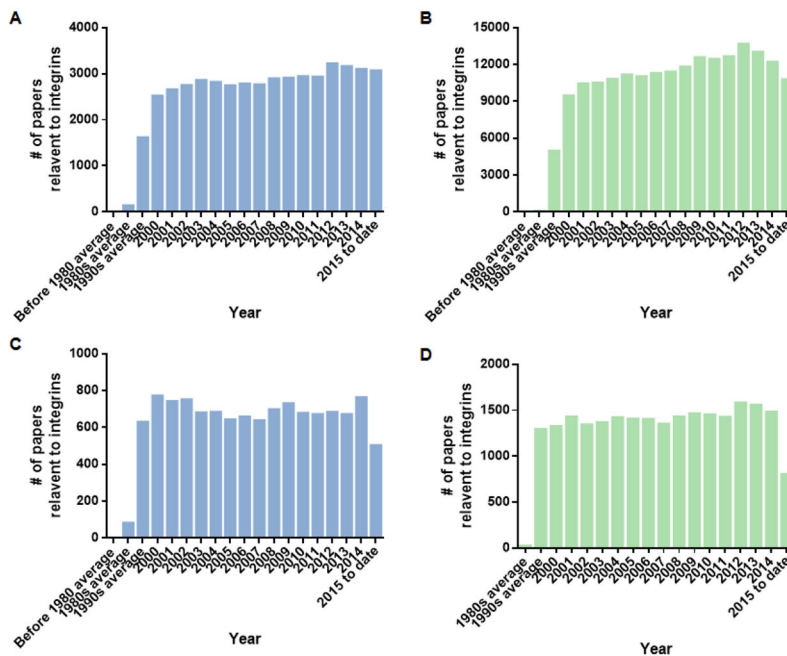 A
4000
3000
2000
1000
0
# of papers
relavent to integrins
Before 1980 average
1980s average
1990s average
2000
2001
2002
2003
2004
2005
2006
2007
2008
2009
2010
2011
2012
2013
2014
2015 to date
Year
B
15000
12000
9000
6000
3000
0
# of papers
relavent to integrins
Before 1980 average
1980s average
1990s average
2000
2001
2002
2003
2004
2005
2006
2007
2008
2009
2010
2011
2012
2013
2014
2015 to date
Year
C
1000
800
600
400
200
0
# of papers
relavent to integrins
Before 1980 average
1980s average
1990s average
2000
2001
2002
2003
2004
2005
2006
2007
2008
2009
2010
2011
2012
2013
2014
2015 to date
Year
D
2000
1500
1000
500
0
# of papers
relavent to integrins
1980s average
1990s average
2000
2001
2002
2003
2004
2005
2006
2007
2008
2009
2010
2011
2012
2013
2014
2015 to date
Year